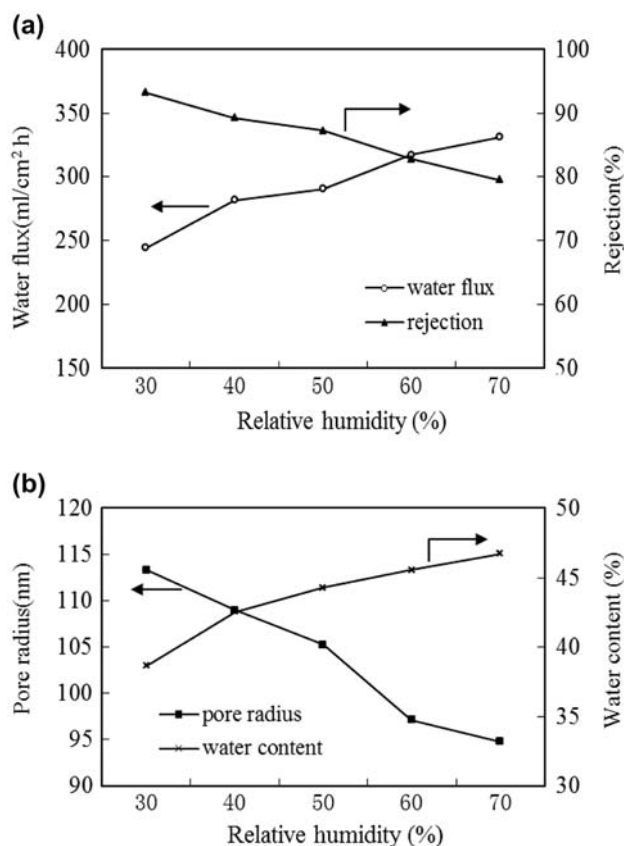 (a)
400
350
300
250
200
150
Water flux(ml/cm² h)
100
90
80
70
60
50
Rejection(%)
water flux
rejection
30 40 50 60 70
Relative humidity (%)
(b)
120
115
110
105
100
95
90
Pore radius(nm)
50
45
40
35
30
Water content (%)
pore radius
water content
30 40 50 60 70
Relative humidity (%)